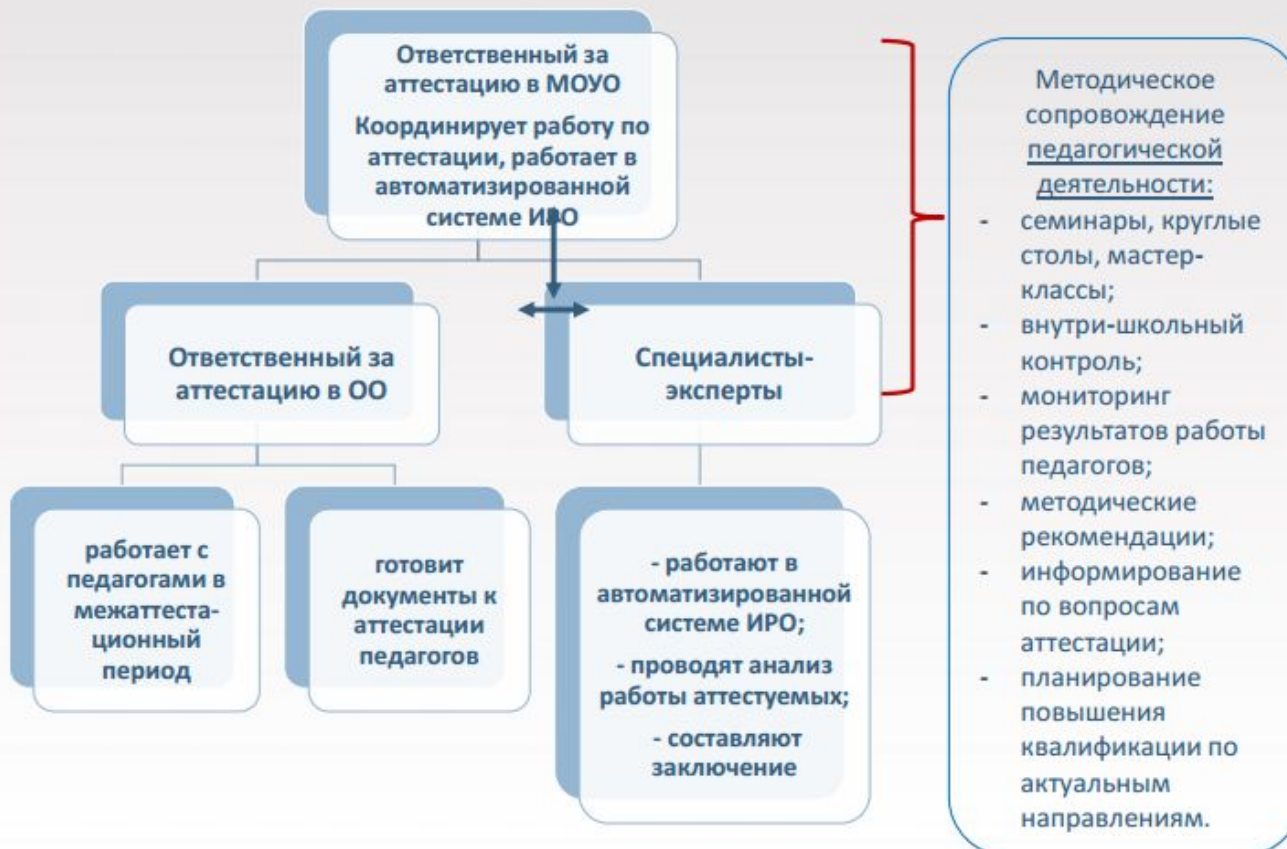 Ответственный за
аттестацию в МОУО
Координирует работу по
аттестации, работает в
автоматизированной
системе ИРО
Ответственный за
аттестацию в ОО
Специалисты-
эксперты
работает с
педагогами в
межаттеста-
ционный
период
готовит
документы к
аттестации
педагогов
- работают в
автоматизированной
системе ИРО;
- проводят анализ
работы аттестуемых;
- составляют
заключение
Методическое
сопровождение
педагогической
деятельности:
- семинары, круглые
столы, мастер-
классы;
- внутри-школьный
контроль;
- мониторинг
результатов работы
педагогов;
- методические
рекомендации;
- информирование
по вопросам
аттестации;
- планирование
повышения
квалификации по
актуальным
направлениям.